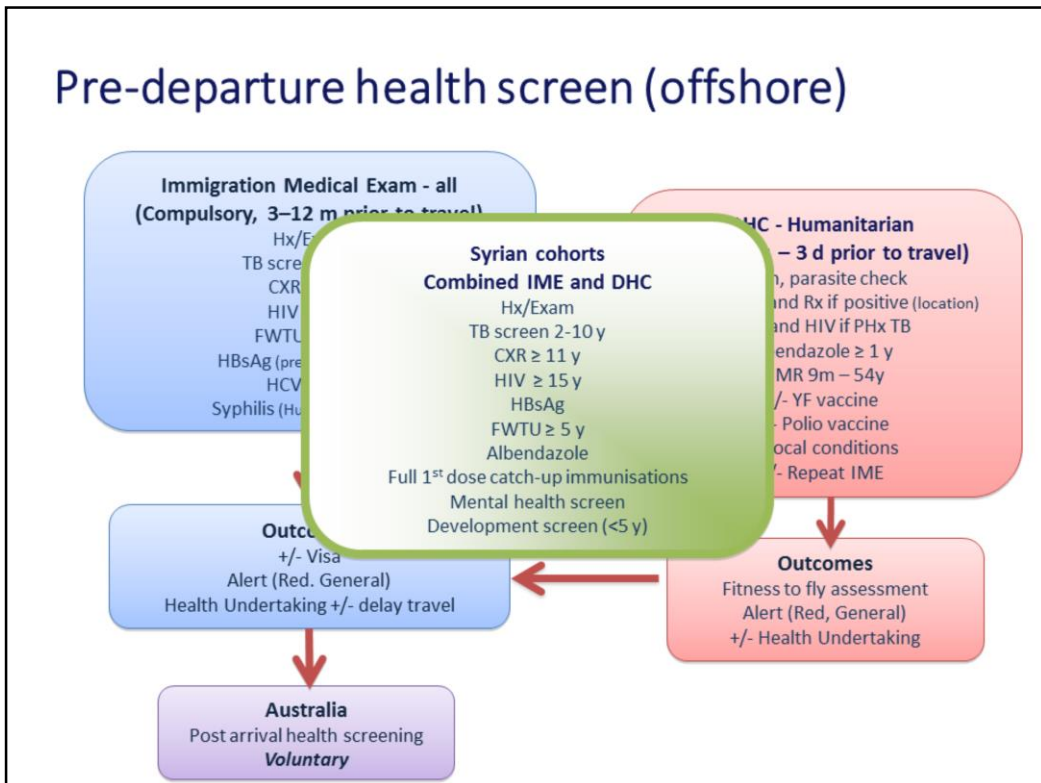 Pre-departure health screen (offshore)
Immigration Medical Exam - all
(Compulsory, 3–12 m prior to travel)
Hx/Ex
TB scre
CXR
HIV
FWTU
HBsAg (pre
HCV
Syphilis (Hu
Syrian cohorts
Combined IME and DHC
Hx/Exam
TB screen 2-10 y
CXR ≥ 11 y
HIV ≥ 15 y
HBsAg
FWTU ≥ 5 y
Albendazole
Full 1st dose catch-up immunisations
Mental health screen
Development screen (<5 y)
HC - Humanitarian
– 3 d prior to travel)
, parasite check
and Rx if positive (location)
and HIV if PHx TB
bendazole ≥ 1 y
MR 9m – 54y
/- YF vaccine
- Polio vaccine
ocal conditions
/- Repeat IME
Outco
+/- Visa
Alert (Red. General)
Health Undertaking +/- delay travel
Outcomes
Fitness to fly assessment
Alert (Red, General)
+/- Health Undertaking
Australia
Post arrival health screening
Voluntary